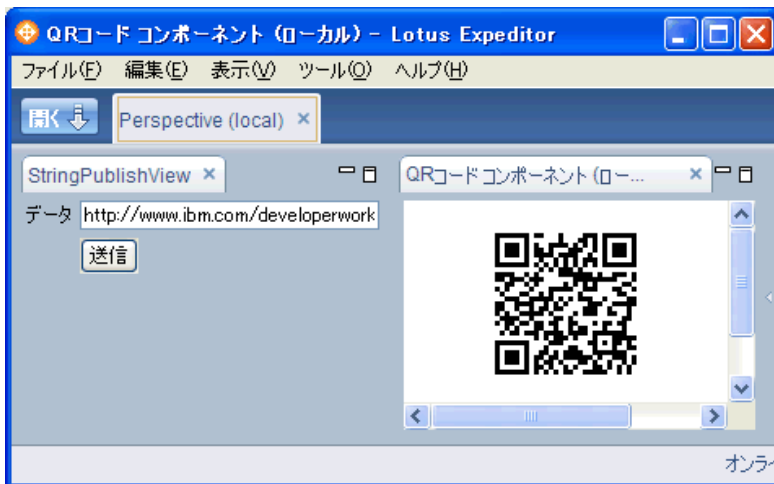 QRコード コンポーネント (ローカル) - Lotus Expeditor
ファイル(F) 編集(E) 表示(V) ツール(O) ヘルプ(H)
開く Perspective (local)
StringPublishView
QRコード コンポーネント (ロー...
データ http://www.ibm.com/developerwork
送信
オンライ